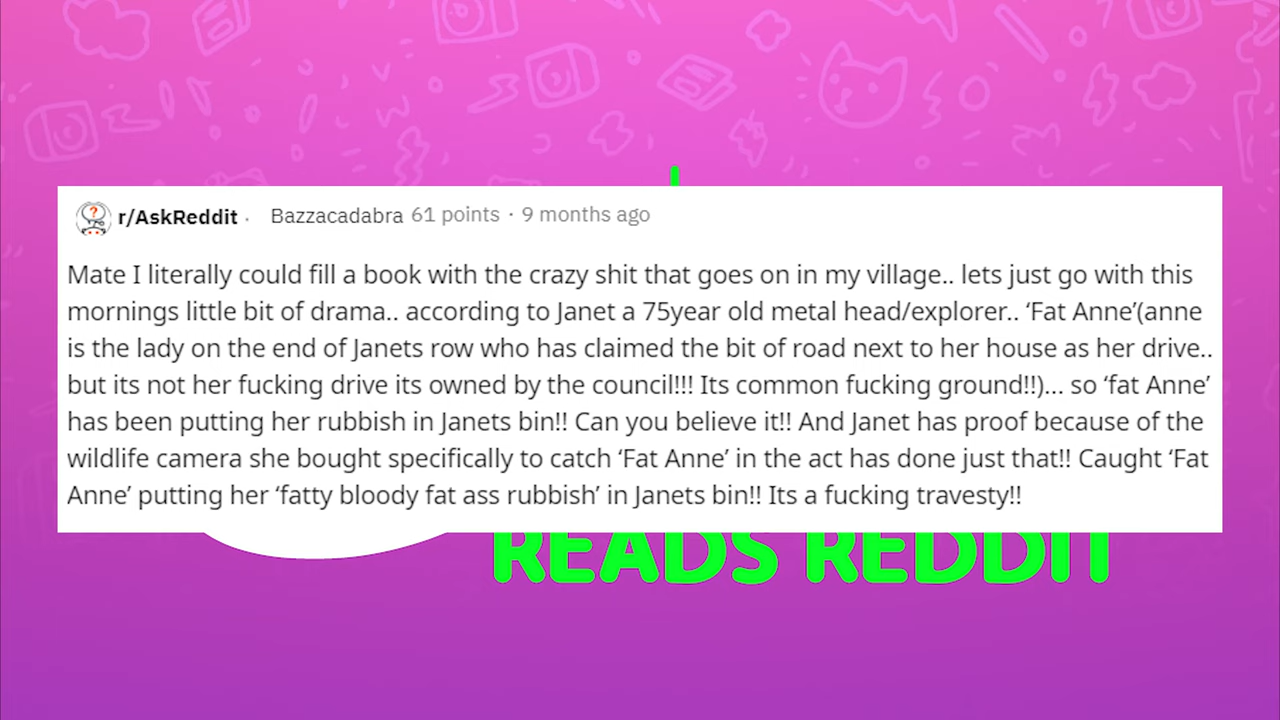 r/AskReddit · Bazzacadabra 61 points · 9 months ago
Mate I literally could fill a book with the crazy shit that goes on in my village.. lets just go with this
mornings little bit of drama.. according to Janet a 75year old metal head/explorer.. ‘Fat Anne’(anne
is the lady on the end of Janets row who has claimed the bit of road next to her house as her drive..
but its not her fucking drive its owned by the council!!! Its common fucking ground!!)... so ‘fat Anne’
has been putting her rubbish in Janets bin!! Can you believe it!! And Janet has proof because of the
wildlife camera she bought specifically to catch ‘Fat Anne’ in the act has done just that!! Caught ‘Fat
Anne’ putting her ‘fatty bloody fat ass rubbish’ in Janets bin!! Its a fucking travesty!!
READS REDDIT